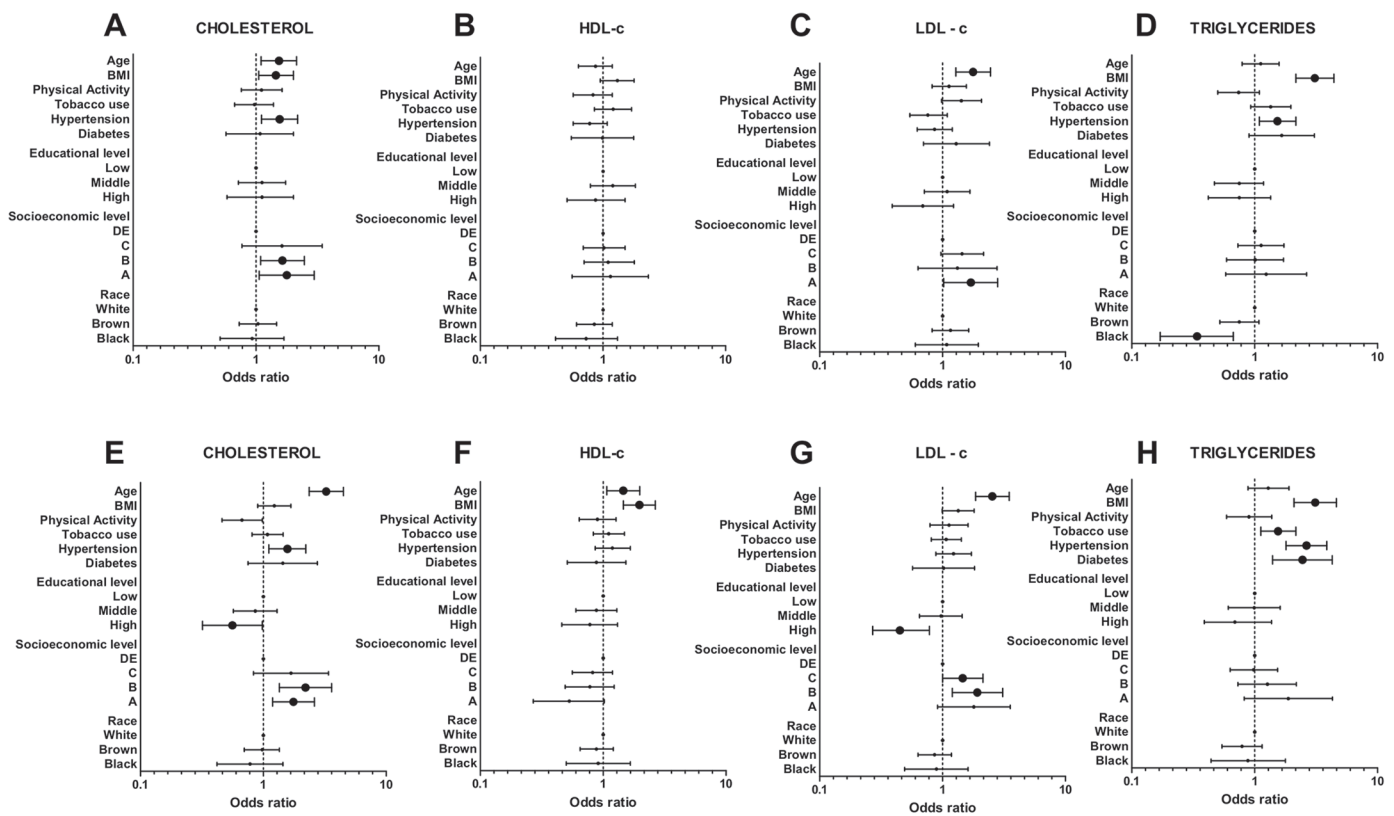 A
CHOLESTEROL
Age
BMI
Physical Activity
Tobacco use
Hypertension
Diabetes
Educational level
Low
Middle
High
Socioeconomic level
DE
C
B
A
Race
White
Brown
Black
0.1
1
10
Odds ratio
B
HDL-c
Age
BMI
Physical Activity
Tobacco use
Hypertension
Diabetes
Educational level
Low
Middle
High
Socioeconomic level
DE
C
B
A
Race
White
Brown
Black
0.1
1
10
Odds ratio
C
LDL - c
Age
BMI
Physical Activity
Tobacco use
Hypertension
Diabetes
Educational level
Low
Middle
High
Socioeconomic level
DE
C
B
A
Race
White
Brown
Black
0.1
1
10
Odds ratio
D
TRIGLYCERIDES
Age
BMI
Physical Activity
Tobacco use
Hypertension
Diabetes
Educational level
Low
Middle
High
Socioeconomic level
DE
C
B
A
Race
White
Brown
Black
0.1
1
10
Odds ratio
E
CHOLESTEROL
Age
BMI
Physical Activity
Tobacco use
Hypertension
Diabetes
Educational level
Low
Middle
High
Socioeconomic level
DE
C
B
A
Race
White
Brown
Black
0.1
1
10
Odds ratio
F
HDL-c
Age
BMI
Physical Activity
Tobacco use
Hypertension
Diabetes
Educational level
Low
Middle
High
Socioeconomic level
DE
C
B
A
Race
White
Brown
Black
0.1
1
10
Odds ratio
G
LDL - c
Age
BMI
Physical Activity
Tobacco use
Hypertension
Diabetes
Educational level
Low
Middle
High
Socioeconomic level
DE
C
B
A
Race
White
Brown
Black
0.1
1
10
Odds ratio
H
TRIGLYCERIDES
Age
BMI
Physical Activity
Tobacco use
Hypertension
Diabetes
Educational level
Low
Middle
High
Socioeconomic level
DE
C
B
A
Race
White
Brown
Black
0.1
1
10
Odds ratio